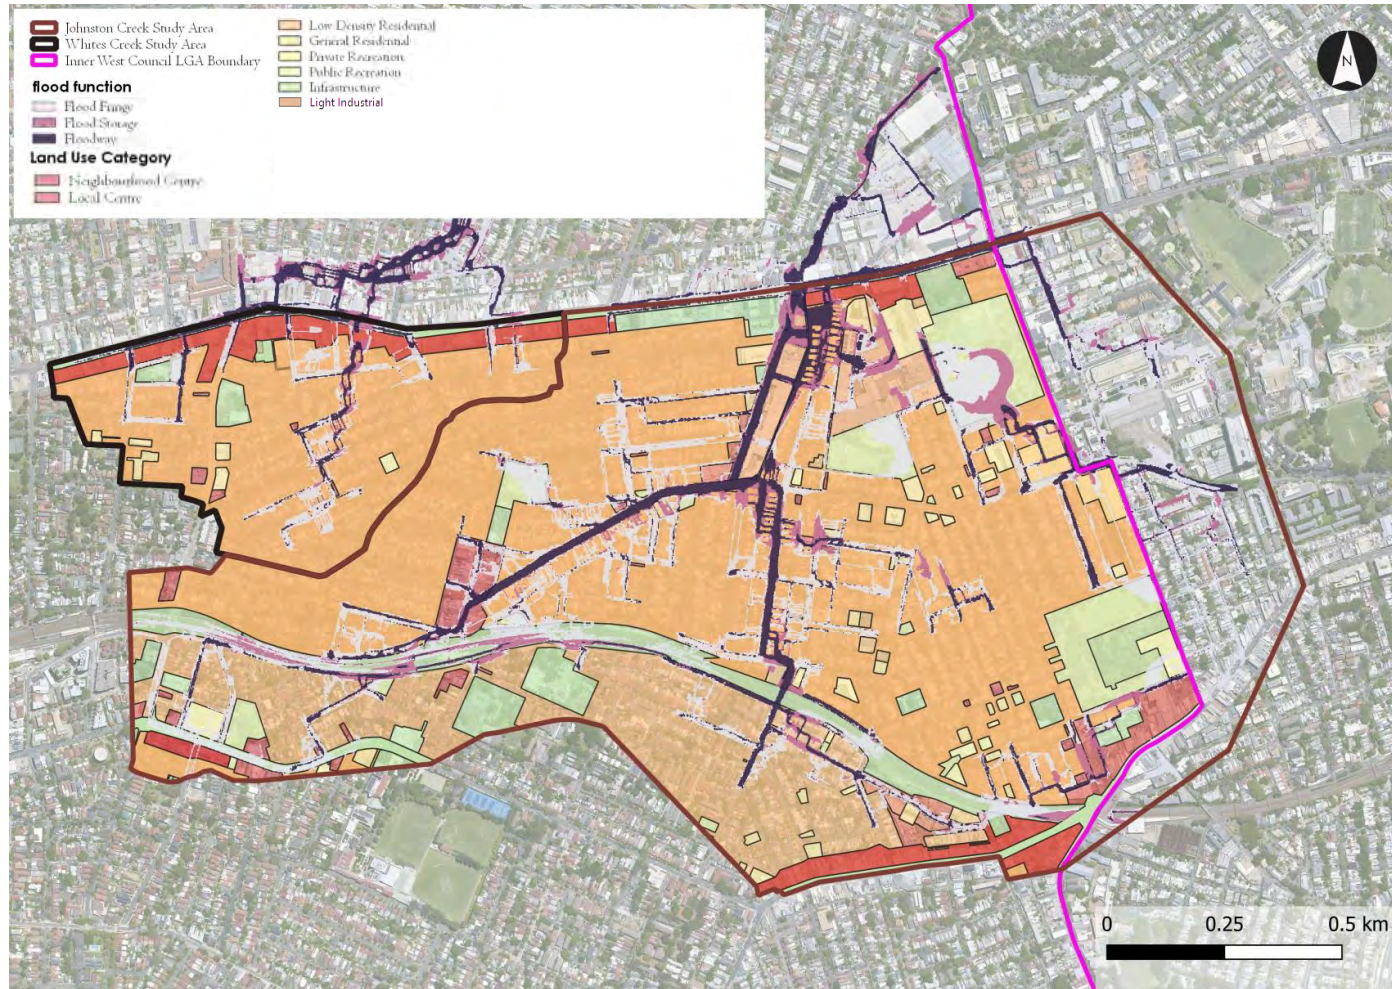 Johnston Creek Study Area
Whites Creek Study Area
Inner West Council LGA Boundary
flood function
Flood Fringe
Flood Storage
Floodway
Land Use Category
Neighbourhood Centre
Local Centre
Low Density Residential
General Residential
Private Recreation
Public Recreation
Infrastructure
Light Industrial
N
0 0.25 0.5 km